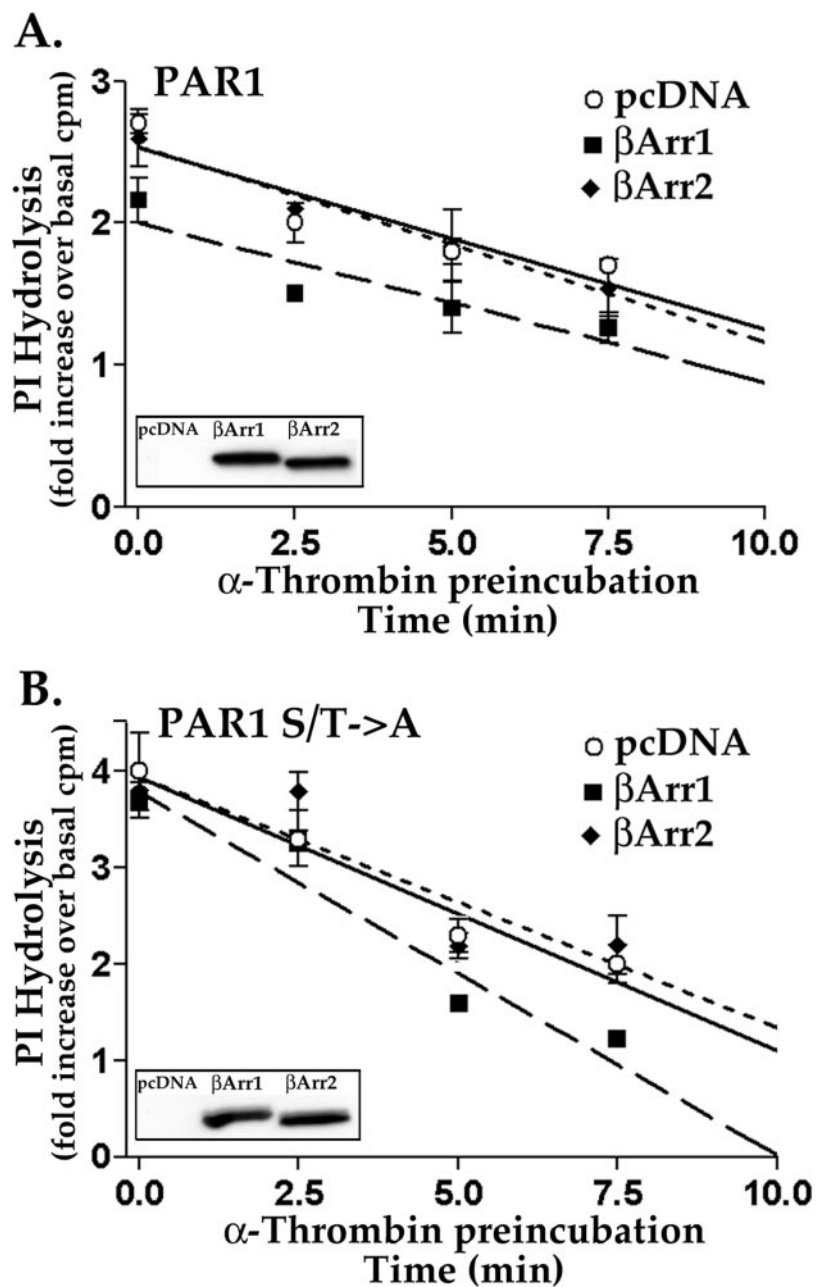 A.
PAR1
pcDNA
βArr1
βArr2
PI Hydrolysis
(fold increase over basal cpm)
3
2
1
0
pcDNA βArr1 βArr2
0.0 2.5 5.0 7.5 10.0
α-Thrombin preincubation
Time (min)
B.
PAR1 S/T->A
pcDNA
βArr1
βArr2
PI Hydrolysis
(fold increase over basal cpm)
4
3
2
1
0
pcDNA βArr1 βArr2
0.0 2.5 5.0 7.5 10.0
α-Thrombin preincubation
Time (min)